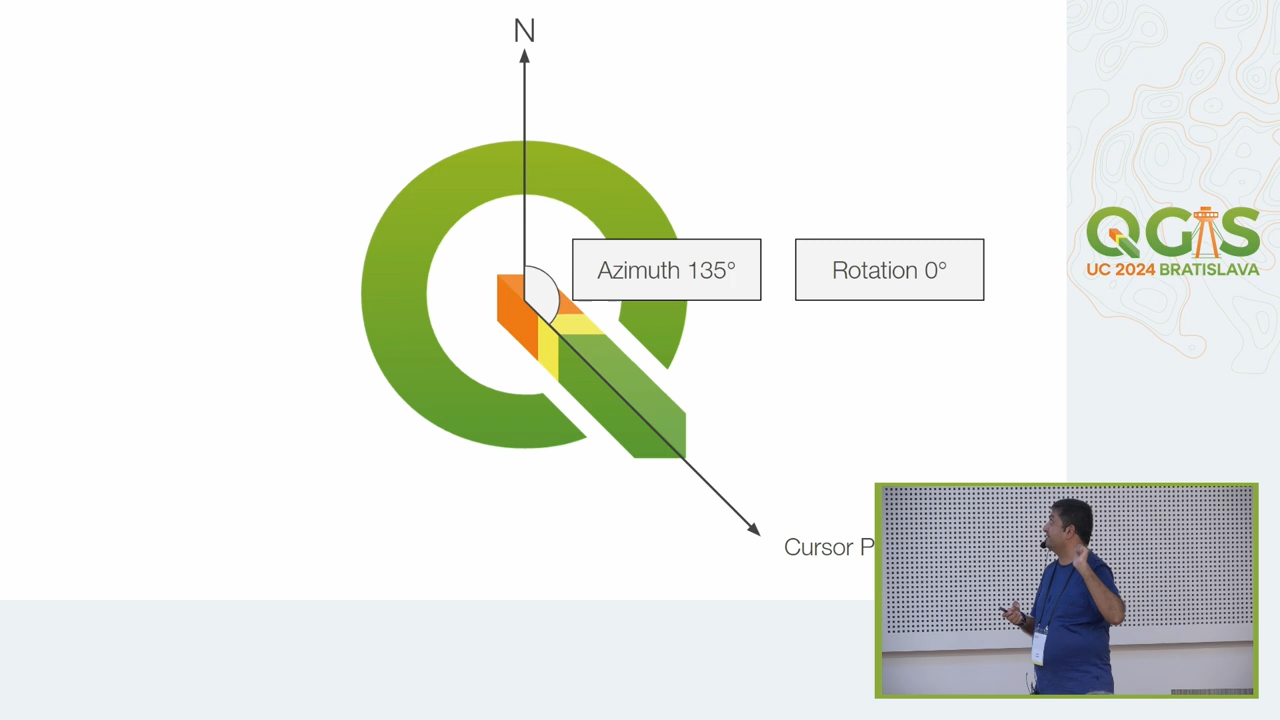 N
Azimuth 135°
Rotation 0°
Cursor P
QGIS
UC 2024 BRATISLAVA